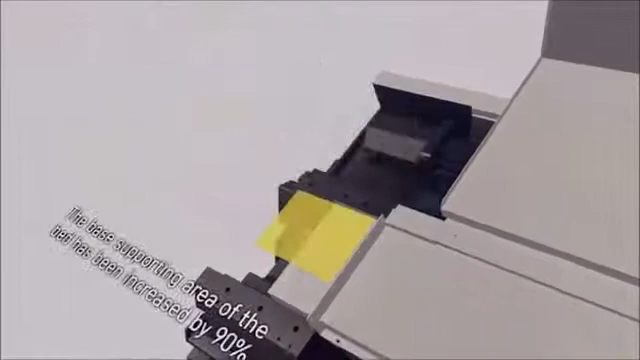 The base supporting area of the
bed has been increased by 90%